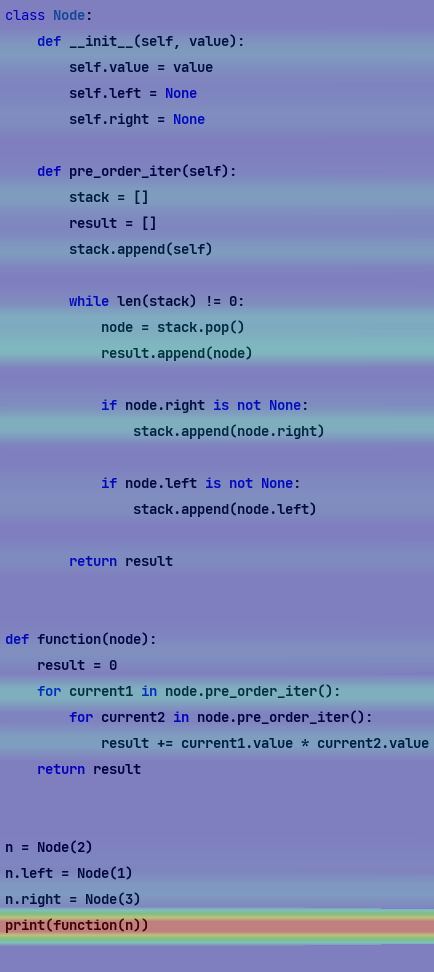 class Node:
    def __init__(self, value):
        self.value = value
        self.left = None
        self.right = None

    def pre_order_iter(self):
        stack = []
        result = []
        stack.append(self)

        while len(stack) != 0:
            node = stack.pop()
            result.append(node)

            if node.right is not None:
                stack.append(node.right)

            if node.left is not None:
                stack.append(node.left)

        return result


def function(node):
    result = 0
    for current1 in node.pre_order_iter():
        for current2 in node.pre_order_iter():
            result += current1.value * current2.value
    return result


n = Node(2)
n.left = Node(1)
n.right = Node(3)
print(function(n))